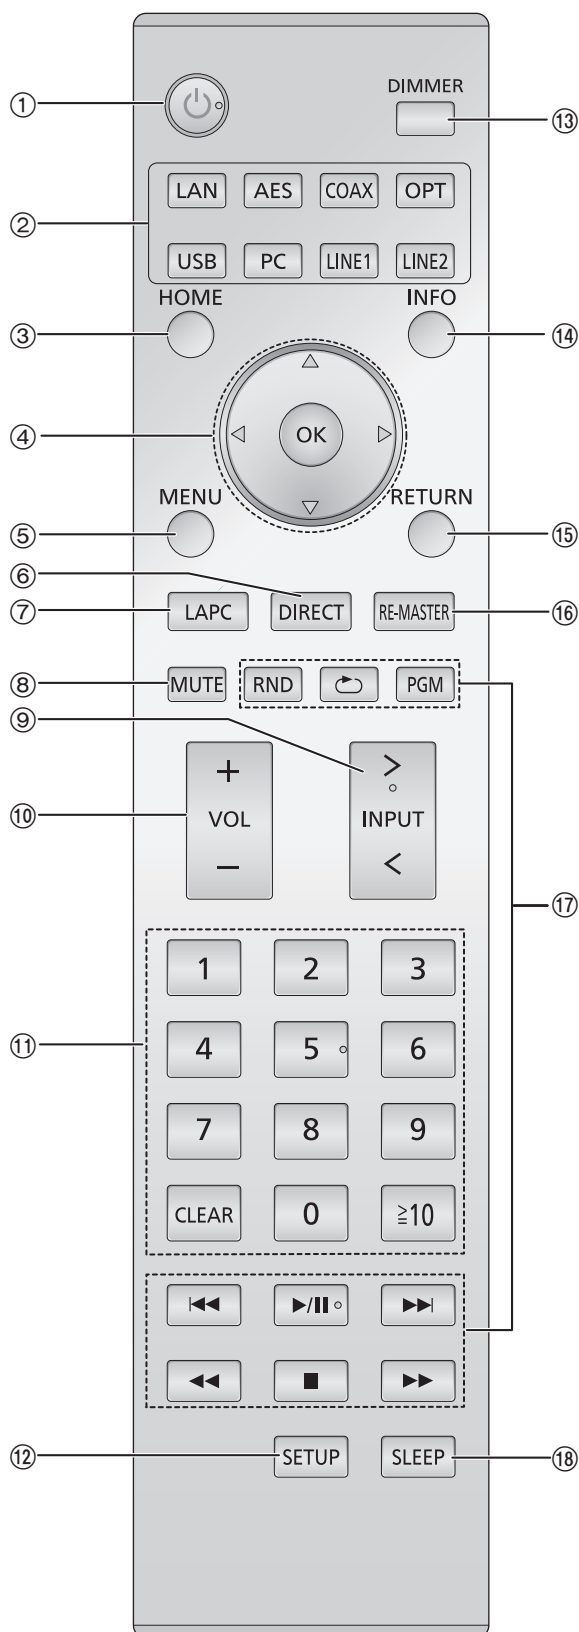 ① DIMMER ⑬
LAN AES COAX OPT
②
USB PC LINE1 LINE2
HOME INFO
③ ⑭
④ OK
MENU RETURN
⑤ ⑮
⑥
⑦ LAPC DIRECT RE-MASTER ⑯
⑧ MUTE RND PGM
⑨
+ >
⑩ VOL INPUT
− <
⑰
1 2 3
⑪ 4 5 6
7 8 9
CLEAR 0 ≧10
⑫ SETUP SLEEP ⑱